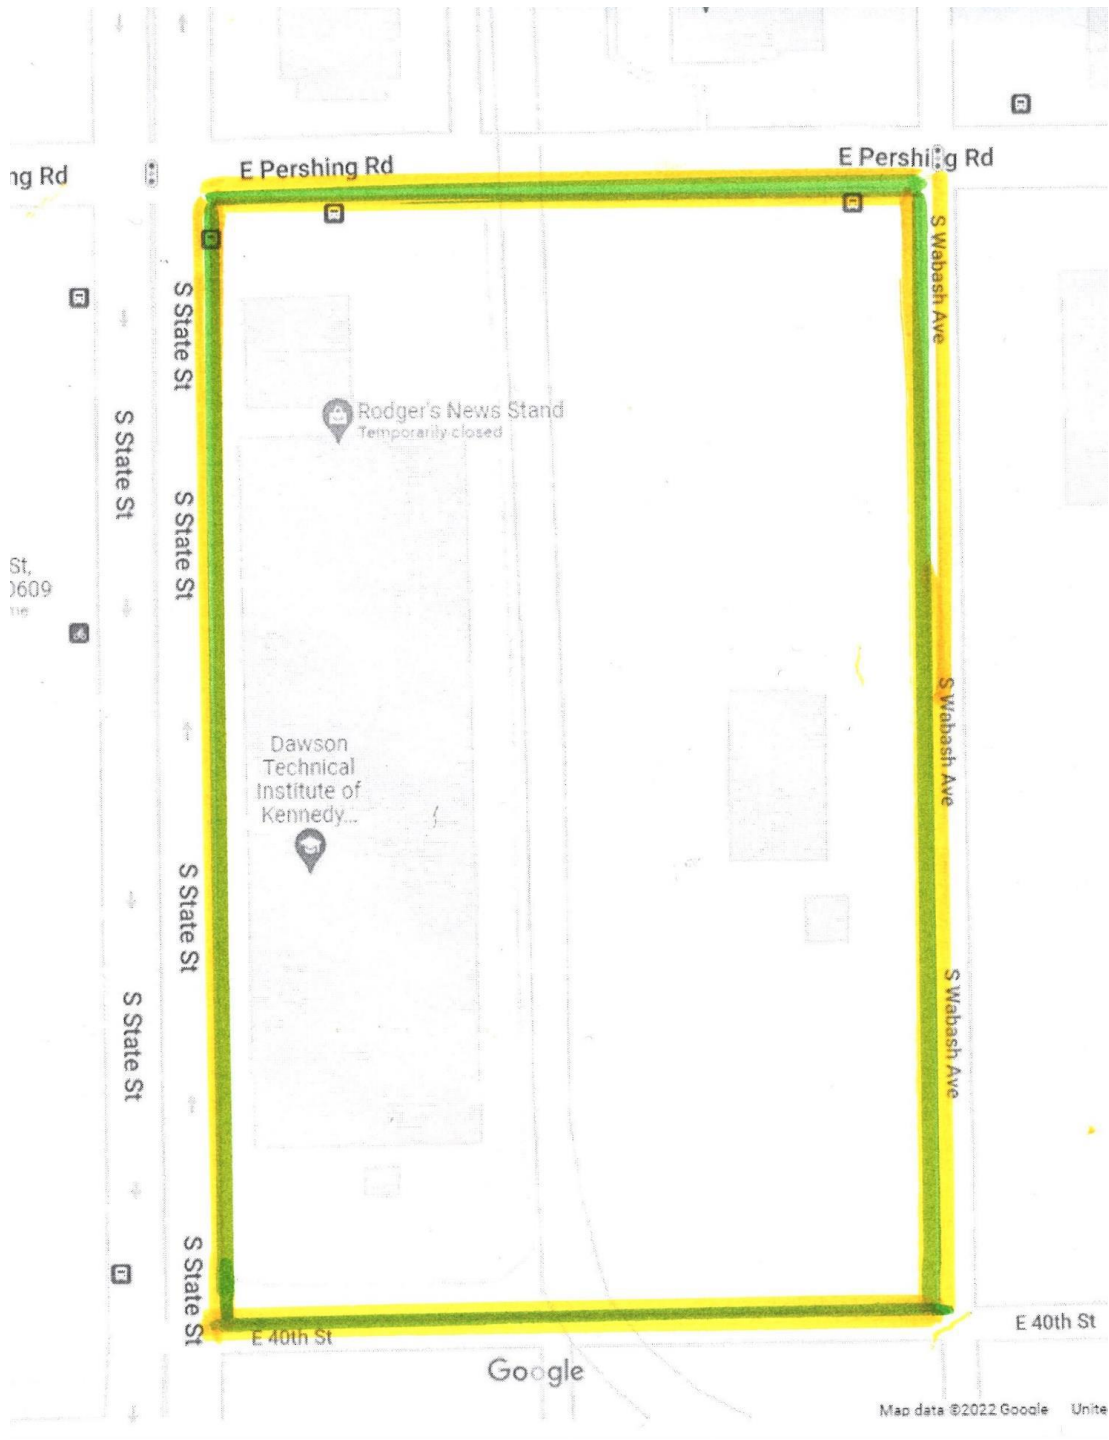 E Pershing Rd
E Pershing Rd
ng Rd
S Wabash Ave
S State St
Rodger's News Stand
Temporarily closed
S State St
S State St
St,
0609
S Wabash Ave
Dawson
Technical
Institute of
Kennedy...
S State St
S Wabash Ave
S State St
S State St
E 40th St
E 40th St
Google
Map data ©2022 Google
Unite